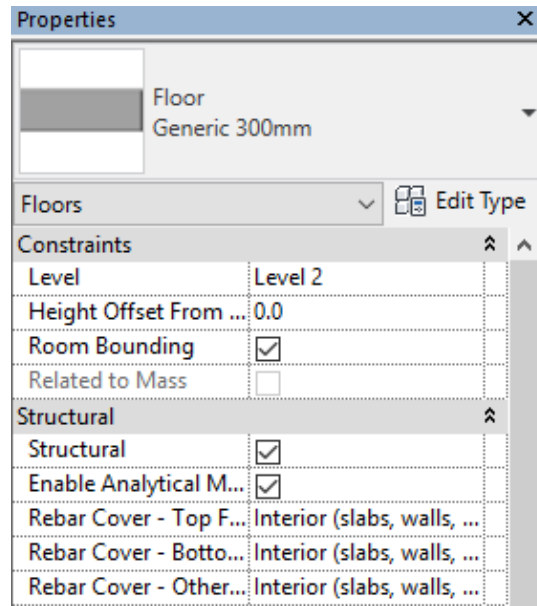 Properties
Floor
Generic 300mm
Floors Edit Type
Constraints
Level Level 2
Height Offset From ... 0.0
Room Bounding
Related to Mass
Structural
Structural
Enable Analytical M...
Rebar Cover - Top F... Interior (slabs, walls, ...
Rebar Cover - Botto... Interior (slabs, walls, ...
Rebar Cover - Other... Interior (slabs, walls, ...